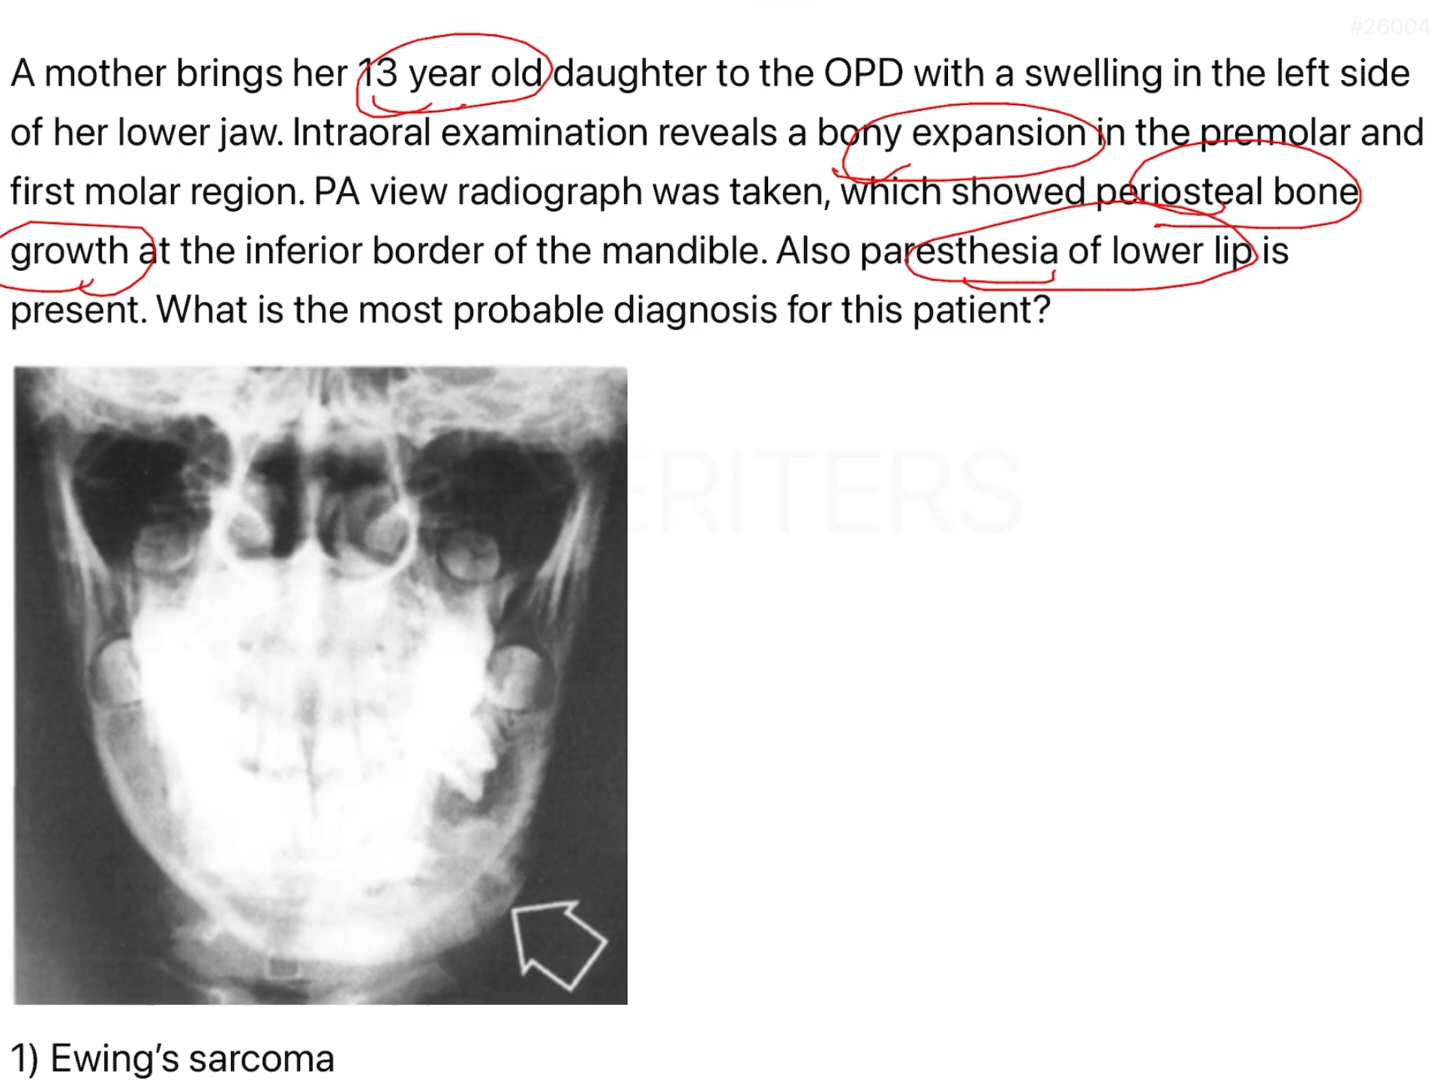 #26004
A mother brings her 13 year old daughter to the OPD with a swelling in the left side
of her lower jaw. Intraoral examination reveals a bony expansion in the premolar and
first molar region. PA view radiograph was taken, which showed periosteal bone
growth at the inferior border of the mandible. Also paresthesia of lower lip is
present. What is the most probable diagnosis for this patient?
ERITERS
1) Ewing’s sarcoma